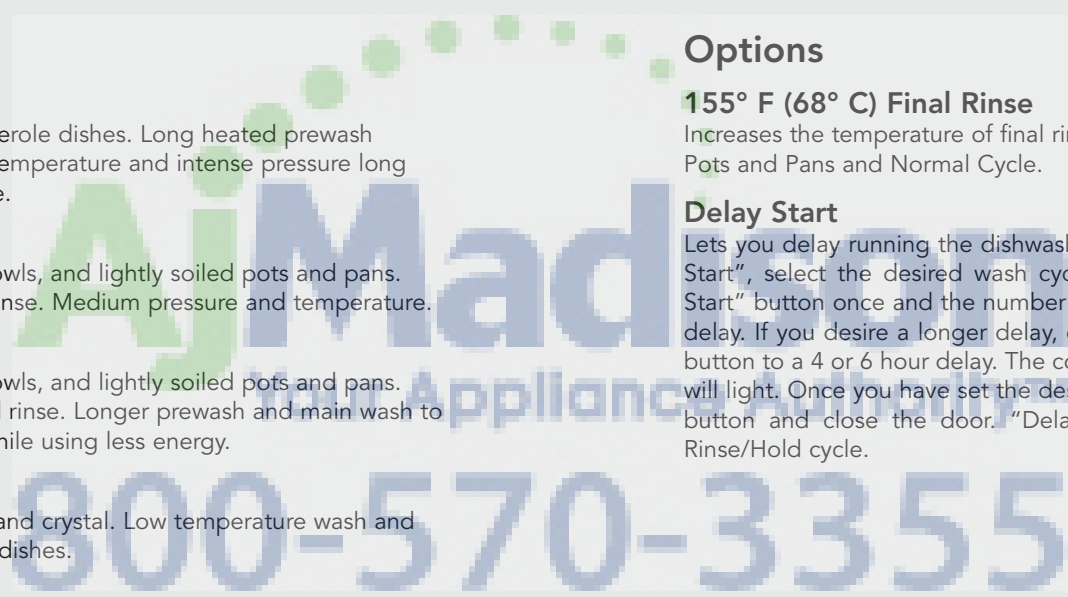 erole dishes. Long heated prewash
emperature and intense pressure long
e.
owls, and lightly soiled pots and pans.
nse. Medium pressure and temperature.
owls, and lightly soiled pots and pans.
rinse. Longer prewash and main wash to
hile using less energy.
and crystal. Low temperature wash and
dishes.
Options
155° F (68° C) Final Rinse
Increases the temperature of final ri
Pots and Pans and Normal Cycle.
Delay Start
Lets you delay running the dishwas
Start”, select the desired wash cyc
Start” button once and the number
delay. If you desire a longer delay,
button to a 4 or 6 hour delay. The co
will light. Once you have set the des
button and close the door. “Dela
Rinse/Hold cycle.
AjMadison
Your Appliance Authority™
800-570-3355